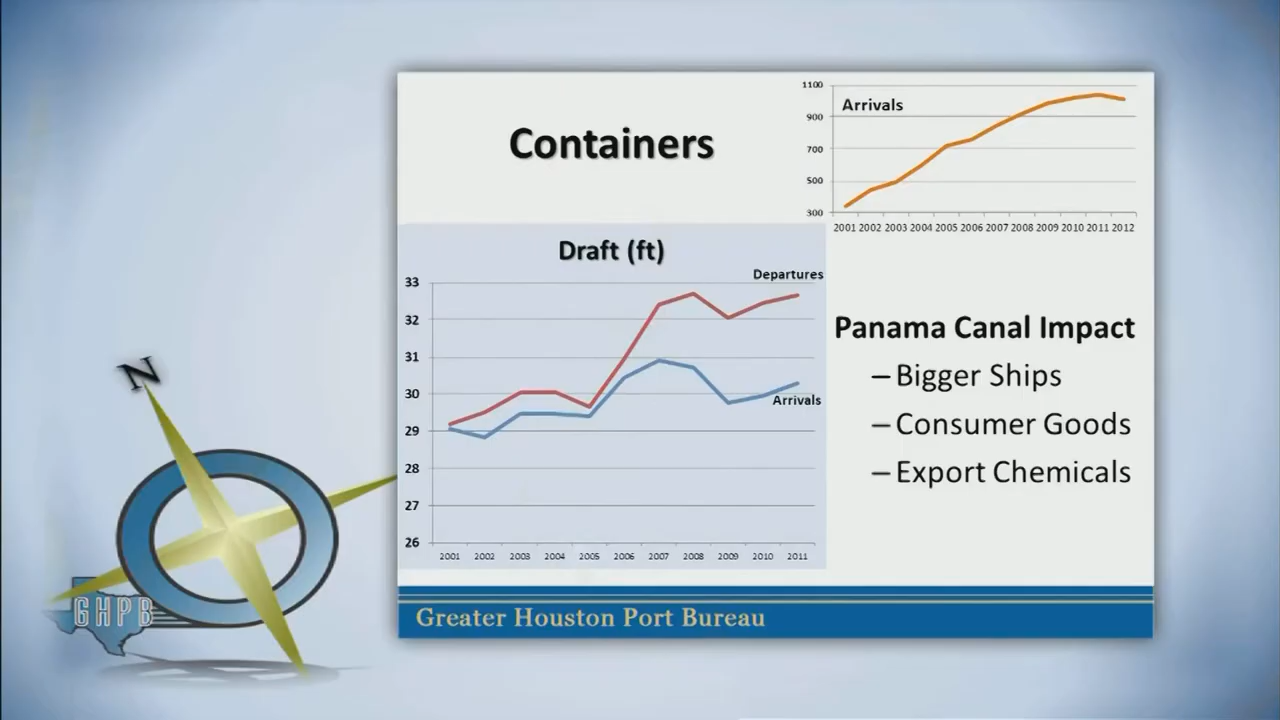 Containers
Arrivals
1100
900
700
500
300
2001 2002 2003 2004 2005 2006 2007 2008 2009 2010 2011 2012
Draft (ft)
Departures
33
32
31
30
29
28
27
26
Arrivals
2001 2002 2003 2004 2005 2006 2007 2008 2009 2010 2011
Panama Canal Impact
– Bigger Ships
– Consumer Goods
– Export Chemicals
N
GHPB
Greater Houston Port Bureau